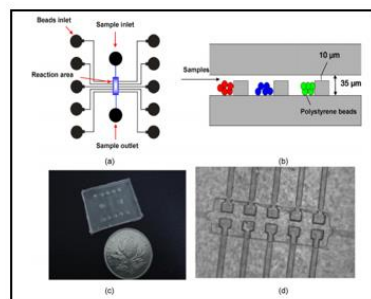 Beads inlet
Sample inlet
Reaction area
Sample outlet
(a)
10 µm
Samples
35 µm
Polystyrene beads
(b)
(c)
(d)